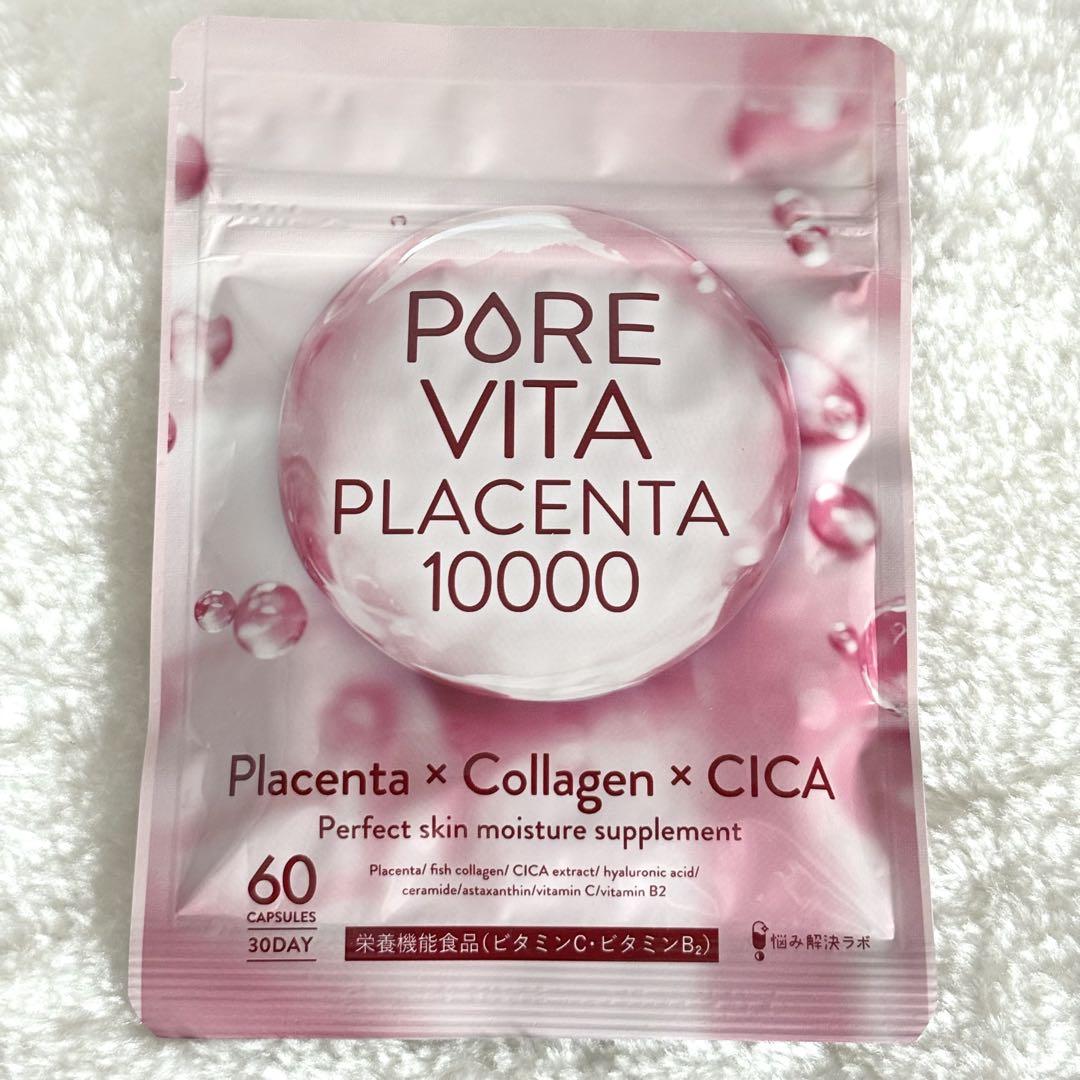 PORE
VITA
PLACENTA
10000
Placenta × Collagen × CICA
Perfect skin moisture supplement
60
CAPSULES
30DAY
Placenta/ fish collagen/ CICA extract/ hyaluronic acid/
ceramide/astaxanthin/vitamin C/vitamin B2
栄養機能食品(ビタミンC・ビタミンB₂)
悩み解決ラボ